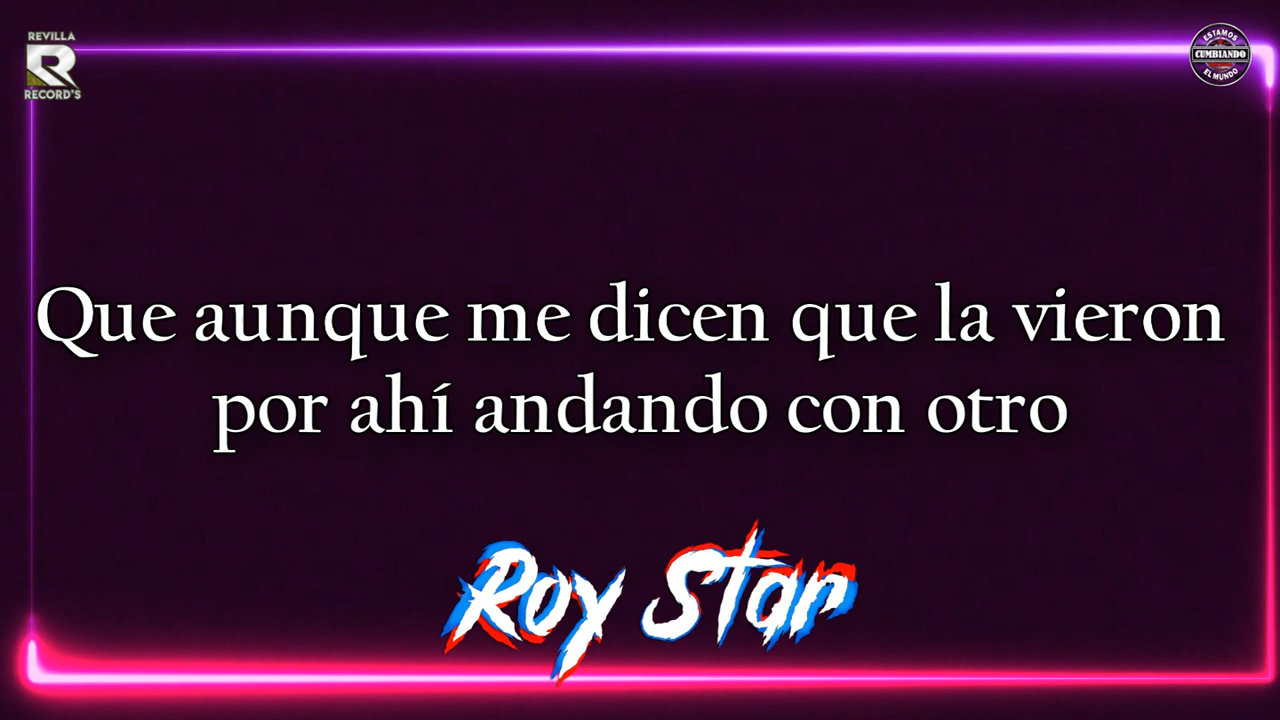 REVILLA
R
RECORD'S
ESTAMOS
CUMBIANDO
EL MUNDO
Que aunque me dicen que la vieron
por ahí andando con otro
Roy Star